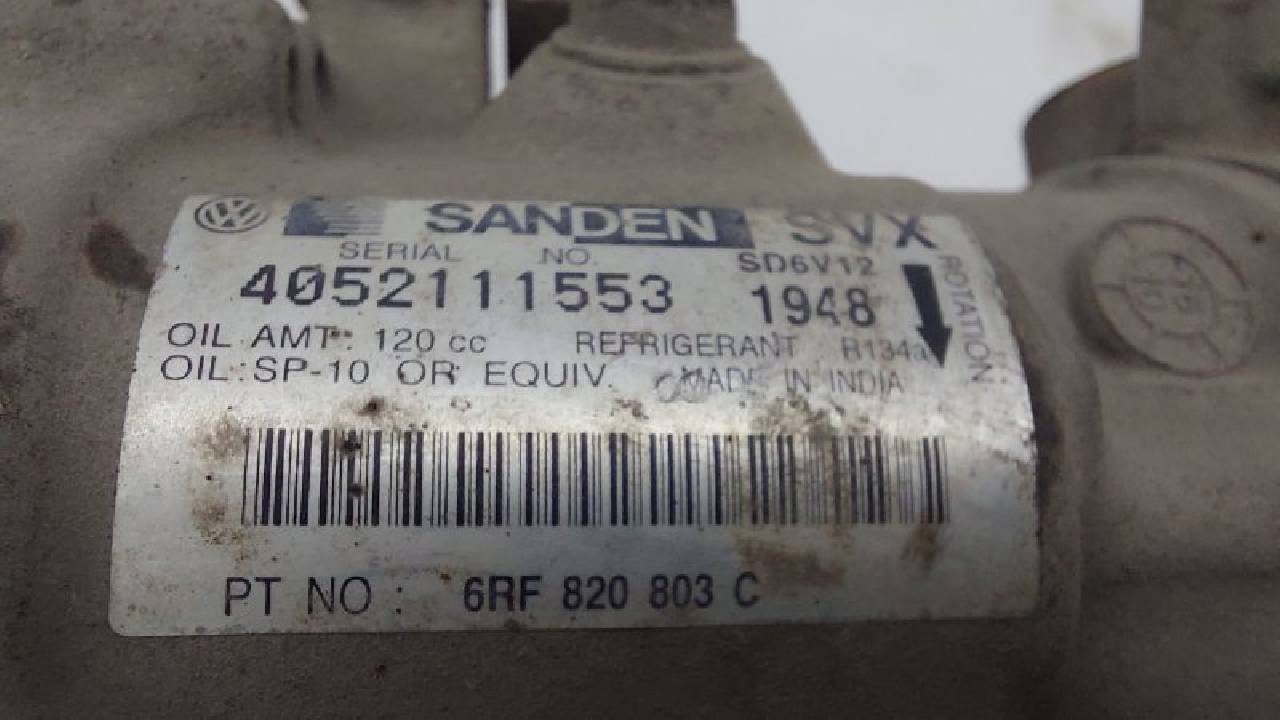 SANDEN SVX
SERIAL NO. SD6V12
4052111553 1948
ROTATION
OIL AMT: 120 cc REFRIGERANT R134a
OIL:SP-10 OR EQUIV. MADE IN INDIA
PT NO : 6RF 820 803 C